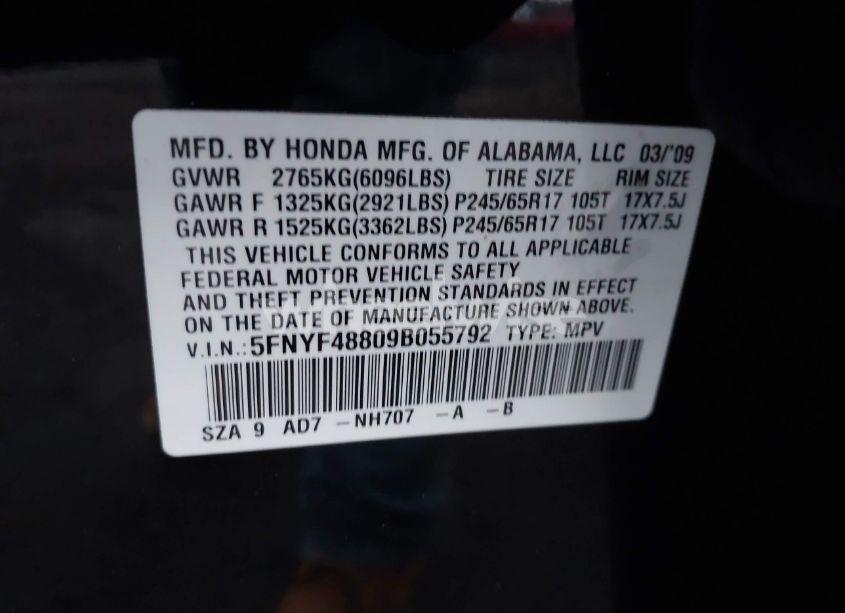 MFD. BY HONDA MFG. OF ALABAMA, LLC 03/'09
GVWR 2765KG(6096LBS) TIRE SIZE RIM SIZE
GAWR F 1325KG(2921LBS) P245/65R17 105T 17X7.5J
GAWR R 1525KG(3362LBS) P245/65R17 105T 17X7.5J
THIS VEHICLE CONFORMS TO ALL APPLICABLE
FEDERAL MOTOR VEHICLE SAFETY
AND THEFT PREVENTION STANDARDS IN EFFECT
ON THE DATE OF MANUFACTURE SHOWN ABOVE.
V.I.N.: 5FNYF48809B055792 TYPE: MPV
SZA 9 AD7 -NH707 -A -B